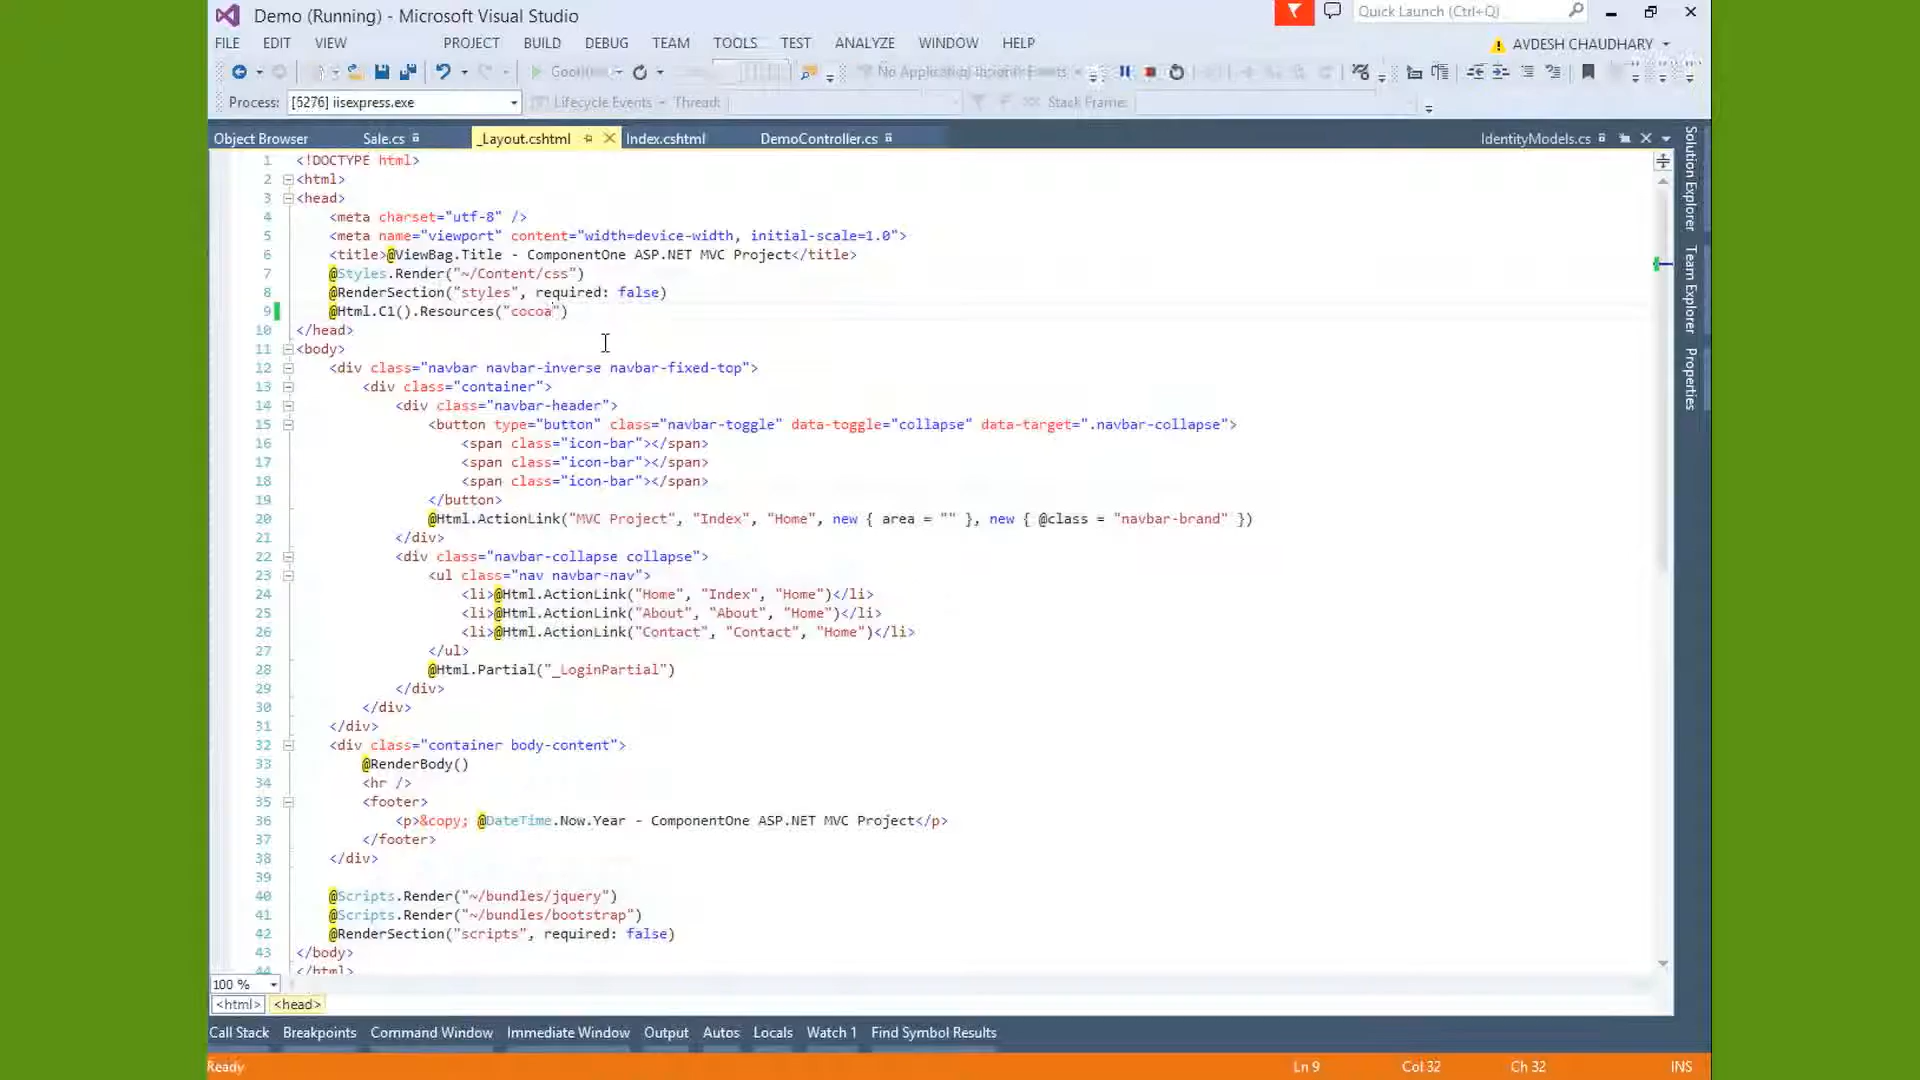 Demo (Running) - Microsoft Visual Studio
Quick Launch (Ctrl+Q)
FILE EDIT VIEW PROJECT BUILD DEBUG TEAM TOOLS TEST ANALYZE WINDOW HELP
AVDESH CHAUDHARY
Process: [5276] iisexpress.exe Lifecycle Events Thread: Stack Frame:
Object Browser Sale.cs _Layout.cshtml Index.cshtml DemoController.cs IdentityModels.cs
1 <!DOCTYPE html>
2 <html>
3 <head>
4 <meta charset="utf-8" />
5 <meta name="viewport" content="width=device-width, initial-scale=1.0">
6 <title>@ViewBag.Title - ComponentOne ASP.NET MVC Project</title>
7 @Styles.Render("~/Content/css")
8 @RenderSection("styles", required: false)
9 @Html.C1().Resources("cocoa")
10 </head>
11 <body>
12 <div class="navbar navbar-inverse navbar-fixed-top">
13 <div class="container">
14 <div class="navbar-header">
15 <button type="button" class="navbar-toggle" data-toggle="collapse" data-target=".navbar-collapse">
16 <span class="icon-bar"></span>
17 <span class="icon-bar"></span>
18 <span class="icon-bar"></span>
19 </button>
20 @Html.ActionLink("MVC Project", "Index", "Home", new { area = "" }, new { @class = "navbar-brand" })
21 </div>
22 <div class="navbar-collapse collapse">
23 <ul class="nav navbar-nav">
24 <li>@Html.ActionLink("Home", "Index", "Home")</li>
25 <li>@Html.ActionLink("About", "About", "Home")</li>
26 <li>@Html.ActionLink("Contact", "Contact", "Home")</li>
27 </ul>
28 @Html.Partial("_LoginPartial")
29 </div>
30 </div>
31 </div>
32 <div class="container body-content">
33 @RenderBody()
34 <hr />
35 <footer>
36 <p>&copy; @DateTime.Now.Year - ComponentOne ASP.NET MVC Project</p>
37 </footer>
38 </div>
39
40 @Scripts.Render("~/bundles/jquery")
41 @Scripts.Render("~/bundles/bootstrap")
42 @RenderSection("scripts", required: false)
43 </body>
44 </html>
Solution Explorer
Team Explorer
Properties
100 %
<html> <head>
Call Stack Breakpoints Command Window Immediate Window Output Autos Locals Watch 1 Find Symbol Results
Ready Ln 9 Col 32 Ch 32 INS